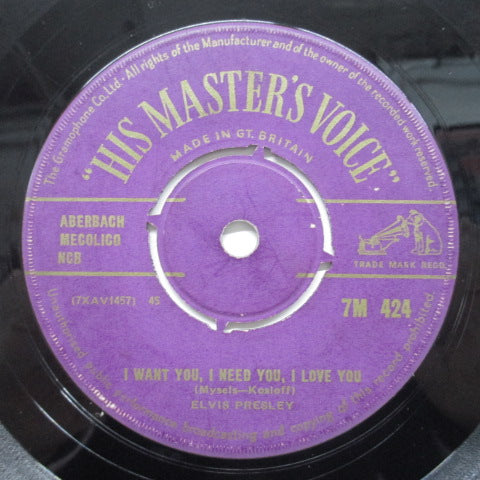 The Gramophone Co. Ltd. · All rights of the Manufacturer and of the owner of the recorded work reserved.
"HIS MASTER'S VOICE"
MADE IN GT. BRITAIN
ABERBACH
MECOLICO
NCB
TRADE MARK REGD
(7XAV1457) 45
7M 424
I WANT YOU, I NEED YOU, I LOVE YOU
(Mysels—Kosloff)
ELVIS PRESLEY
Unauthorised public performance broadcasting and copying of this record prohibited.